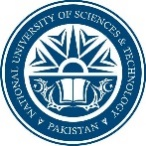 NATIONAL UNIVERSITY OF SCIENCES & TECHNOLOGY
PAKISTAN